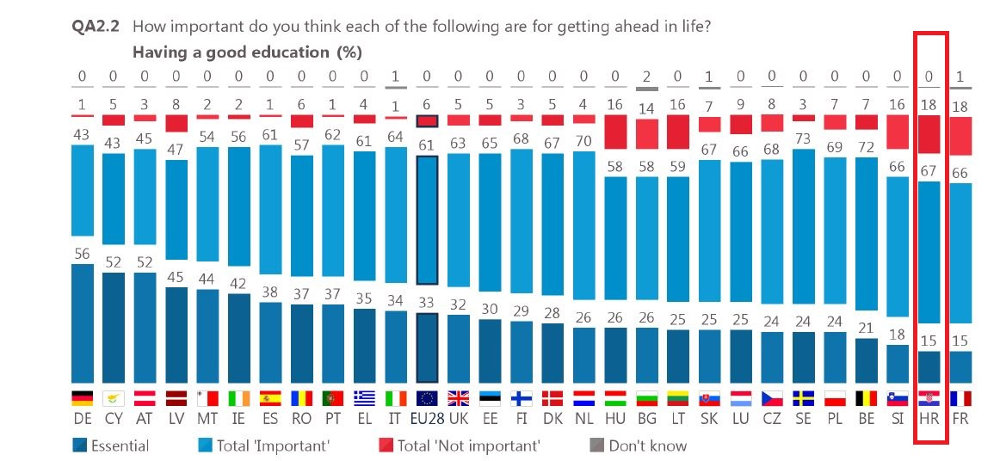 QA2.2 How important do you think each of the following are for getting ahead in life?
Having a good education (%)
0 0 0 0 0 0 0 0 0 0 1 0 0 0 0 0 0 0 2 0 1 0 0 0 0 0 0 0 1
1 5 3 8 2 2 1 6 1 4 1 6 5 5 3 5 4 16 14 16 7 9 8 3 7 7 16 18 18
43 43 45 47 54 56 61 57 62 61 64 61 63 65 68 67 70 58 58 59 67 66 68 73 69 72 66 67 66
56 52 52 45 44 42 38 37 37 35 34 33 32 30 29 28 26 26 26 25 25 25 24 24 24 21 18 15 15
DE CY AT LV MT IE ES RO PT EL IT EU28 UK EE FI DK NL HU BG LT SK LU CZ SE PL BE SI HR FR
Essential Total 'Important' Total 'Not important' Don't know